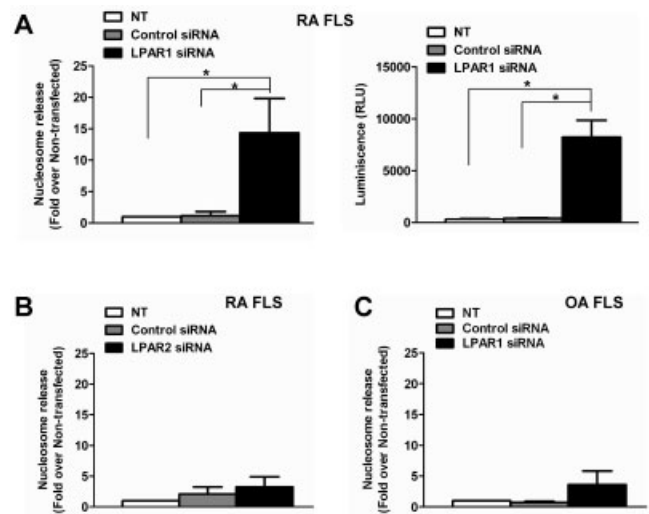 A
RA FLS
NT
Control siRNA
LPAR1 siRNA
Nucleosome release
(Fold over Non-transfected)
25
20
15
10
5
0
*
*
NT
Control siRNA
LPAR1 siRNA
Luminiscence (RLU)
15000
10000
5000
0
*
*
B
RA FLS
NT
Control siRNA
LPAR2 siRNA
Nucleosome release
(Fold over Non-transfected)
25
20
15
10
5
0
C
OA FLS
NT
Control siRNA
LPAR1 siRNA
Nucleosome release
(Fold over Non-transfected)
25
20
15
10
5
0